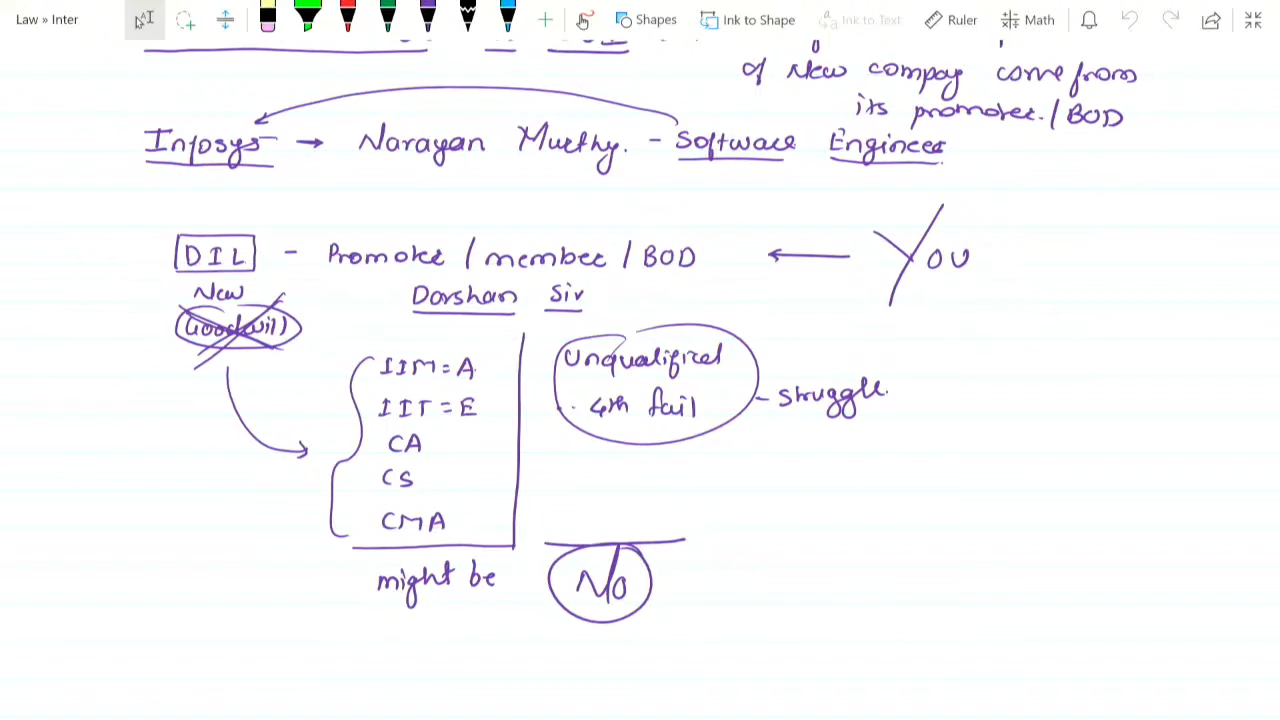 Law » Inter
Shapes
Ink to Shape
Ink to Text
Ruler
Math
of New compay come from
its promoter / BOD
Infosys → Narayan Murthy. - Software Engineer
DIL - Promoter / member / BOD ← You
New
Darshan Sir
Goodwill
IIM = A
IIT = E
CA
CS
CMA
might be
Unqualified
4th fail
- struggle.
No